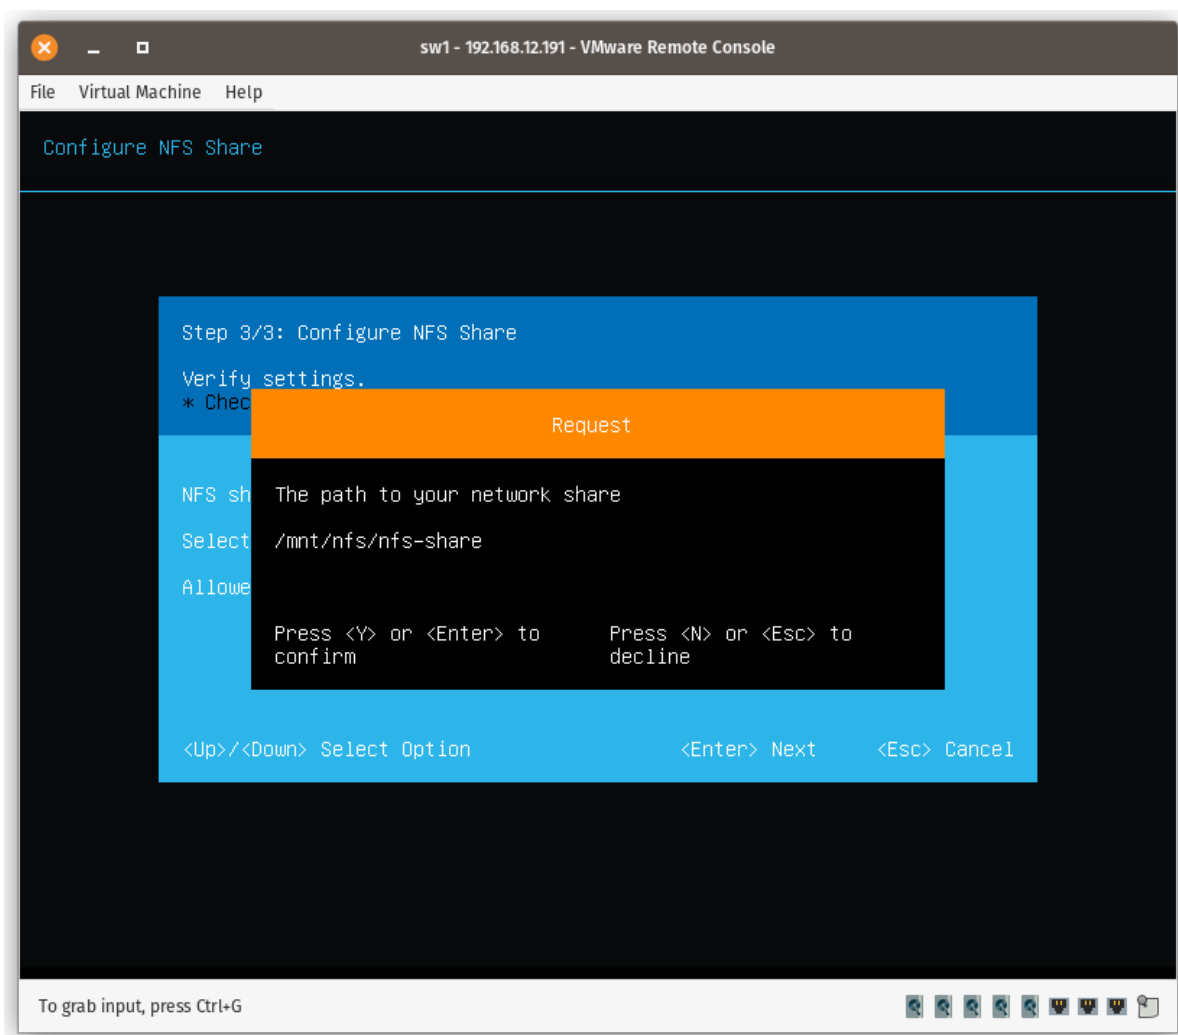 sw1 - 192.168.12.191 - VMware Remote Console
File Virtual Machine Help
Configure NFS Share
Step 3/3: Configure NFS Share
Verify settings.
* Chec
Request
NFS sh
The path to your network share
Select
/mnt/nfs/nfs-share
Allowe
Press <Y> or <Enter> to
confirm
Press <N> or <Esc> to
decline
<Up>/<Down> Select Option
<Enter> Next
<Esc> Cancel
To grab input, press Ctrl+G